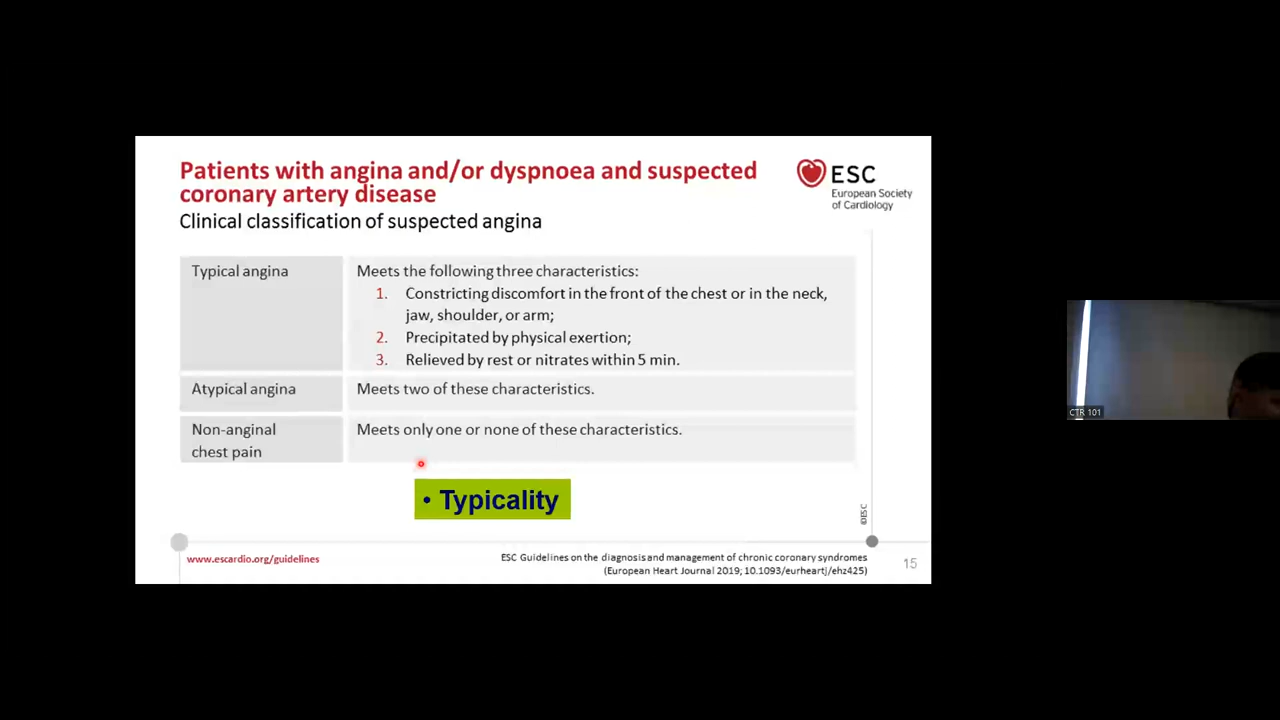 Patients with angina and/or dyspnoea and suspected
coronary artery disease
Clinical classification of suspected angina
ESC
European Society
of Cardiology
Typical angina
Meets the following three characteristics:
1. Constricting discomfort in the front of the chest or in the neck,
jaw, shoulder, or arm;
2. Precipitated by physical exertion;
3. Relieved by rest or nitrates within 5 min.
Atypical angina
Meets two of these characteristics.
Non-anginal
chest pain
Meets only one or none of these characteristics.
• Typicality
©ESC
www.escardio.org/guidelines
ESC Guidelines on the diagnosis and management of chronic coronary syndromes
(European Heart Journal 2019; 10.1093/eurheartj/ehz425)
15
CTR 101